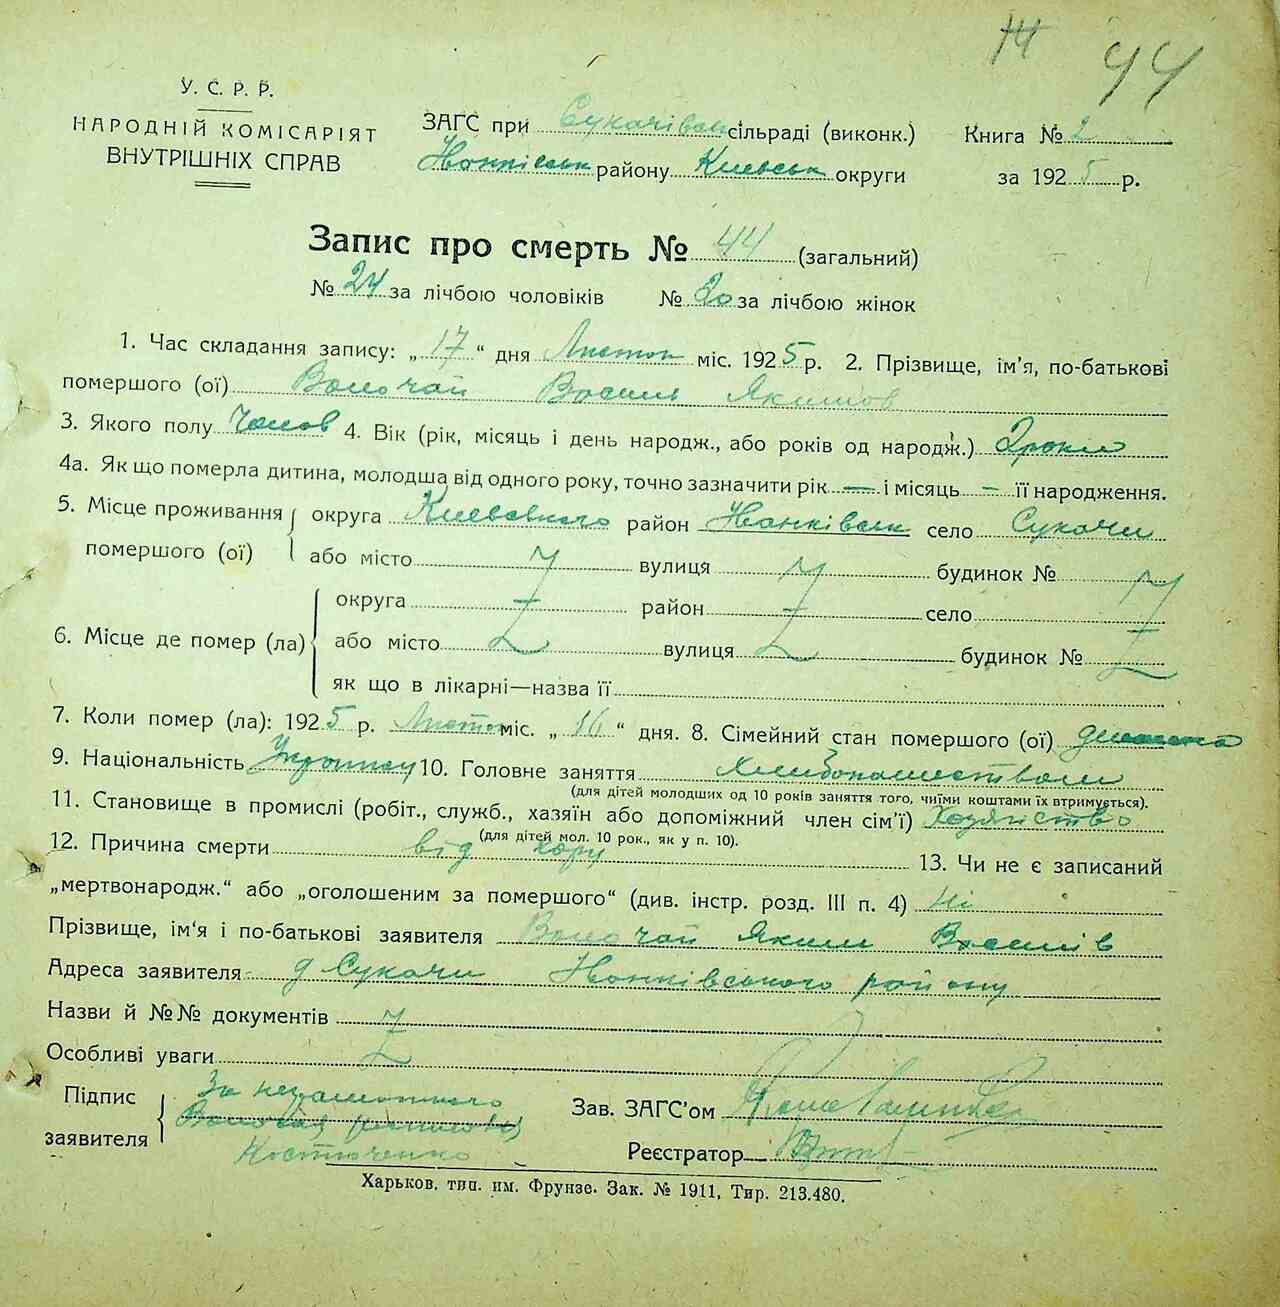 14 44
У. С. Р. Р.
НАРОДНІЙ КОМІСАРІЯТ
ВНУТРІШНІХ СПРАВ
ЗАГС при Сукачівськ сільраді (виконк.)
Іванківськ району Киевськ округи
Книга № 2
за 1925 р.
Запис про смерть № 44 (загальний)
№ 24 за лічбою чоловіків № 20 за лічбою жінок
1. Час складання запису: „17“ дня Листоп міс. 1925 р. 2. Прізвище, ім'я, по-батькові
помершого (ої) Волочай Василь Якимов
3. Якого полу Чолов 4. Вік (рік, місяць і день народж., або років од народж.) 2 роки
4а. Як що померла дитина, молодша від одного року, точно зазначити рік — і місяць — її народження.
5. Місце проживання помершого (ої) округа Киевського район Іванківськ село Сукачи
або місто вулиця будинок №
6. Місце де помер (ла) округа район село
або місто вулиця будинок №
як що в лікарні—назва її
7. Коли помер (ла): 1925 р. Листоп міс. „16“ дня. 8. Сімейний стан помершого (ої)
9. Національність 10. Головне заняття Хлибопашеством
(для дітей молодших од 10 років заняття того, чиїми коштами їх втримується).
11. Становище в промислі (робіт., служб., хазяїн або допоміжний член сім'ї) Хозяйство
(для дітей мол. 10 рок., як у п. 10).
12. Причина смерти від кору 13. Чи не є записаний
„мертвонародж.“ або „оголошеним за помершого“ (див. інстр. розд. III п. 4) Ні
Прізвище, ім'я і по-батькові заявителя Волочай Яким Васильов
Адреса заявителя д Сукачи Іванківського району
Назви й №№ документів
Особливі уваги
Підпис заявителя За неграмотного
Костюченко
Зав. ЗАГС'ом
Реєстратор
Харьков, тип. им. Фрунзе. Зак. № 1911, Тир. 213.480.